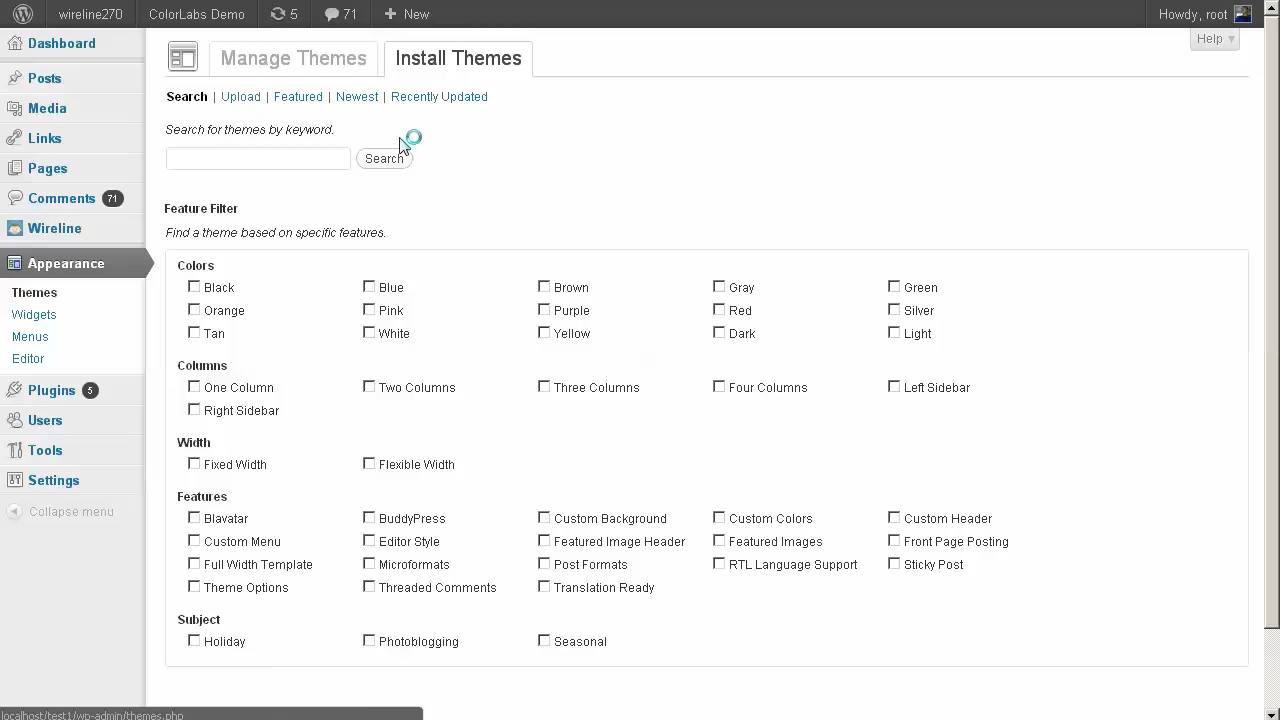 wireline270 ColorLabs Demo 5 71 New Howdy, root
Dashboard
Posts
Media
Links
Pages
Comments 71
Wireline
Appearance
Themes
Widgets
Menus
Editor
Plugins 5
Users
Tools
Settings
Collapse menu
Help
Manage Themes Install Themes
Search | Upload | Featured | Newest | Recently Updated
Search for themes by keyword.
Search
Feature Filter
Find a theme based on specific features.
Colors
Black Blue Brown Gray Green
Orange Pink Purple Red Silver
Tan White Yellow Dark Light
Columns
One Column Two Columns Three Columns Four Columns Left Sidebar
Right Sidebar
Width
Fixed Width Flexible Width
Features
Blavatar BuddyPress Custom Background Custom Colors Custom Header
Custom Menu Editor Style Featured Image Header Featured Images Front Page Posting
Full Width Template Microformats Post Formats RTL Language Support Sticky Post
Theme Options Threaded Comments Translation Ready
Subject
Holiday Photoblogging Seasonal
localhost/test1/wp-admin/themes.php